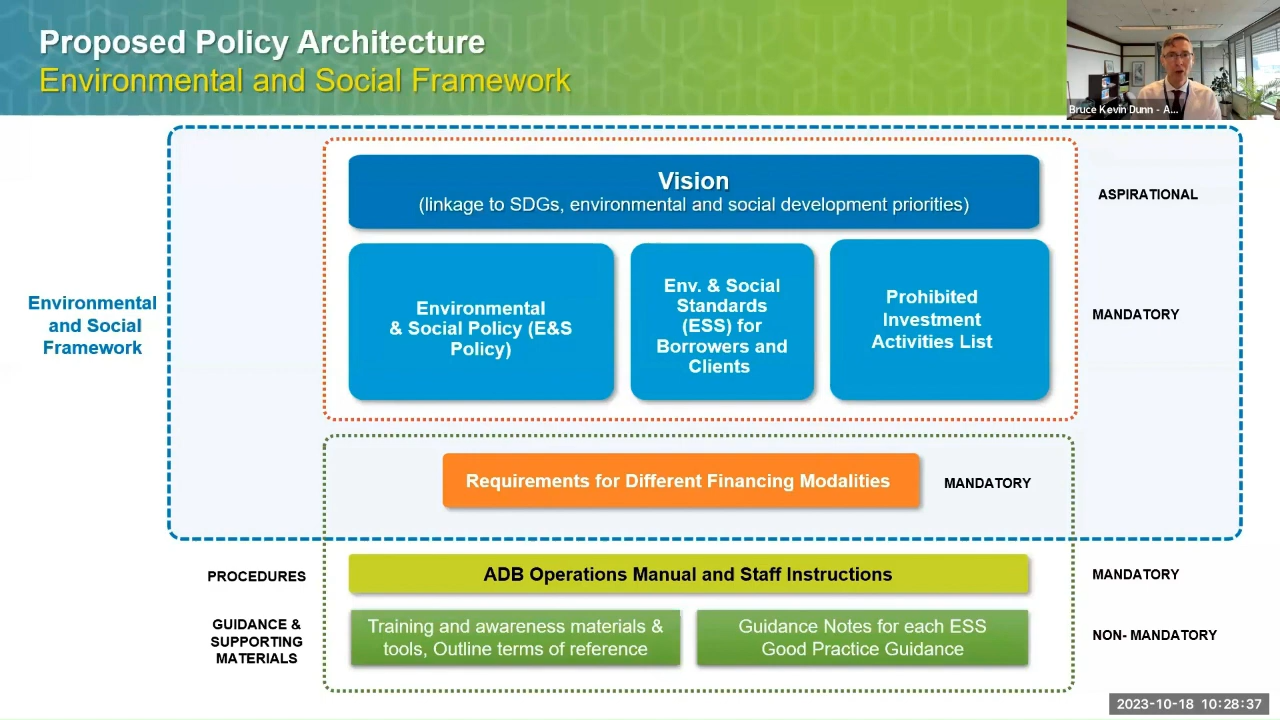 Proposed Policy Architecture
Environmental and Social Framework
Bruce Kevin Dunn - A...
Vision
(linkage to SDGs, environmental and social development priorities)
ASPIRATIONAL
Environmental
and Social
Framework
Environmental
& Social Policy (E&S
Policy)
Env. & Social
Standards
(ESS) for
Borrowers and
Clients
Prohibited
Investment
Activities List
MANDATORY
Requirements for Different Financing Modalities
MANDATORY
PROCEDURES
ADB Operations Manual and Staff Instructions
MANDATORY
GUIDANCE &
SUPPORTING
MATERIALS
Training and awareness materials &
tools, Outline terms of reference
Guidance Notes for each ESS
Good Practice Guidance
NON- MANDATORY
2023-10-18 10:28:37